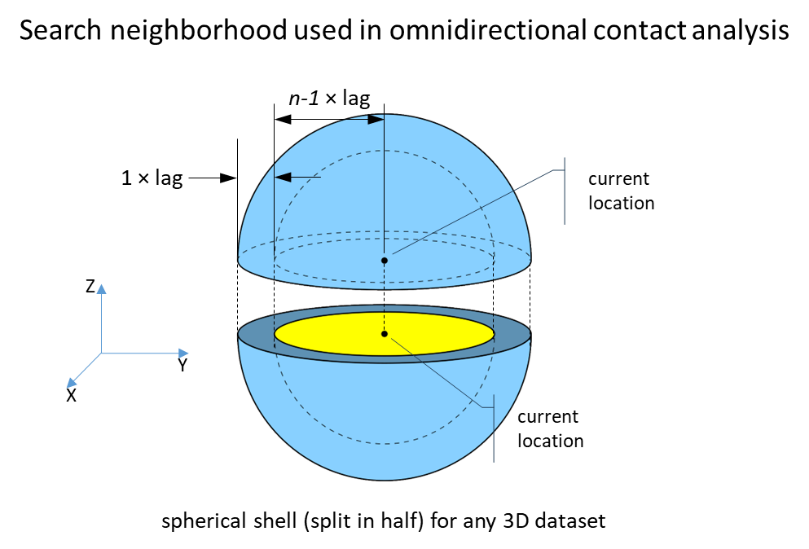 Search neighborhood used in omnidirectional contact analysis
n-1 × lag
1 × lag
current
location
Z
Y
X
current
location
spherical shell (split in half) for any 3D dataset